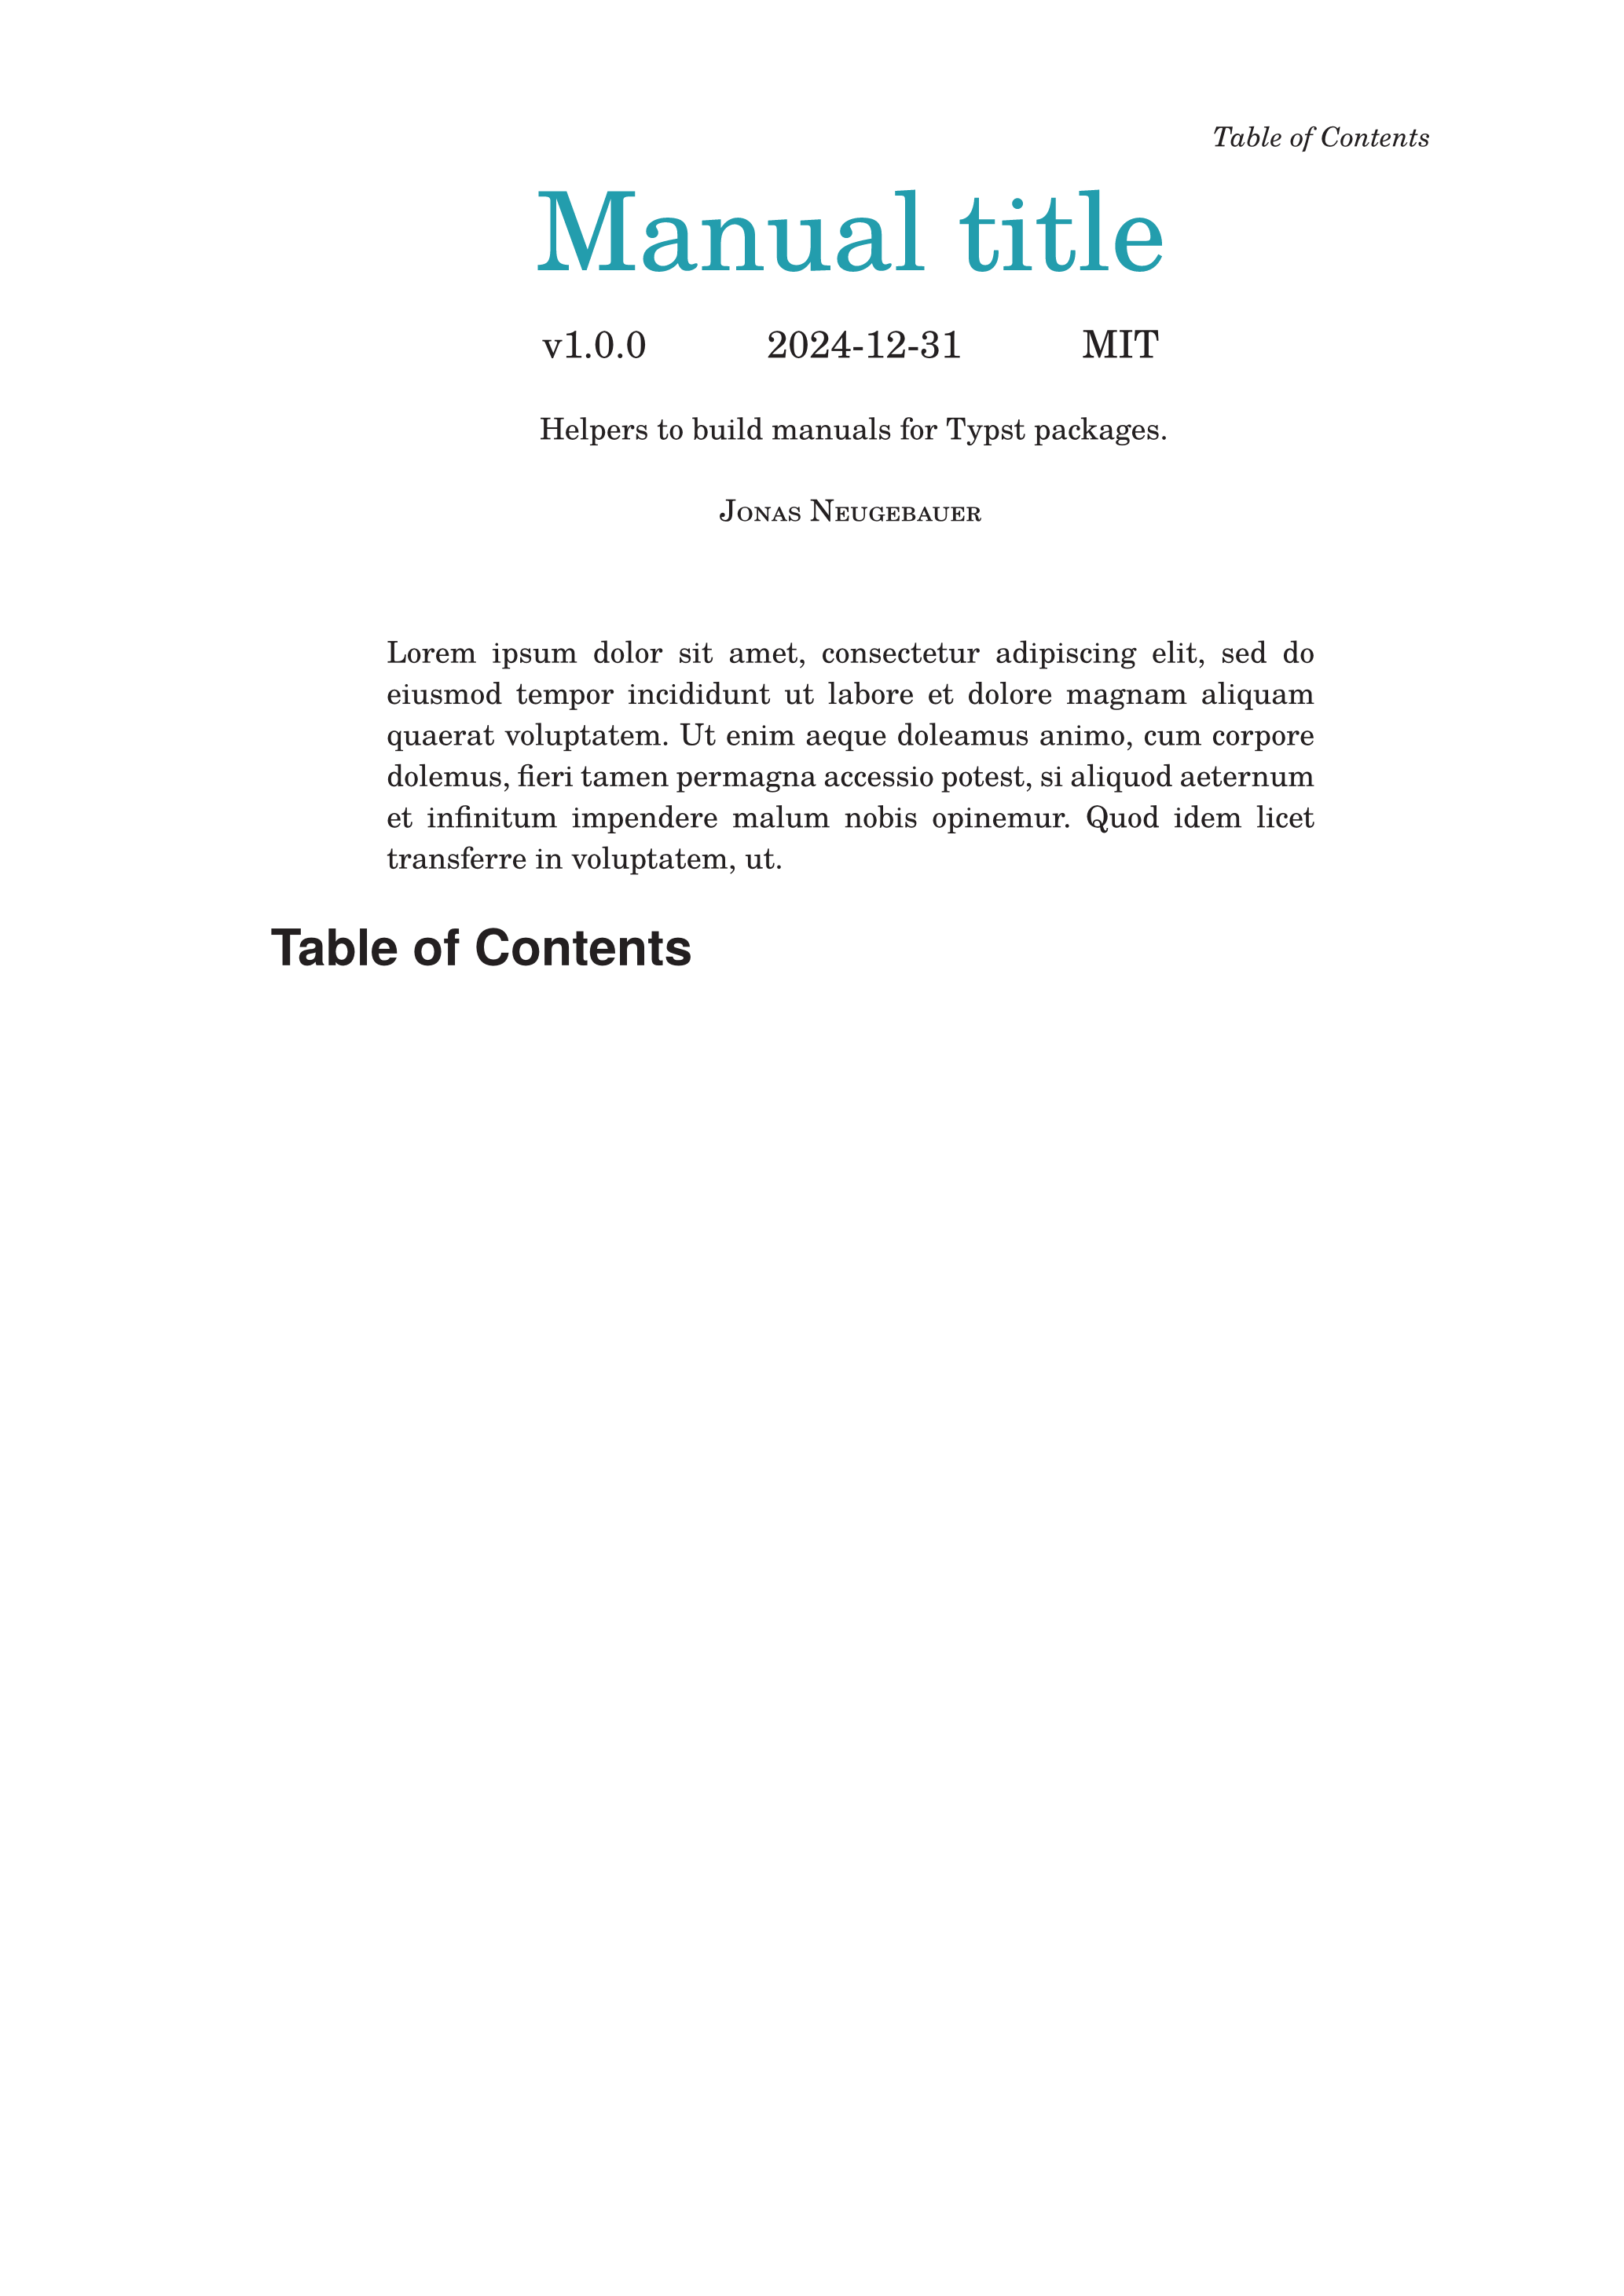 Table of Contents
Manual title
v1.0.0 2024-12-31 MIT
Helpers to build manuals for Typst packages.
Jonas Neugebauer
Lorem ipsum dolor sit amet, consectetur adipiscing elit, sed do
eiusmod tempor incididunt ut labore et dolore magnam aliquam
quaerat voluptatem. Ut enim aeque doleamus animo, cum corpore
dolemus, fieri tamen permagna accessio potest, si aliquod aeternum
et infinitum impendere malum nobis opinemur. Quod idem licet
transferre in voluptatem, ut.
Table of Contents